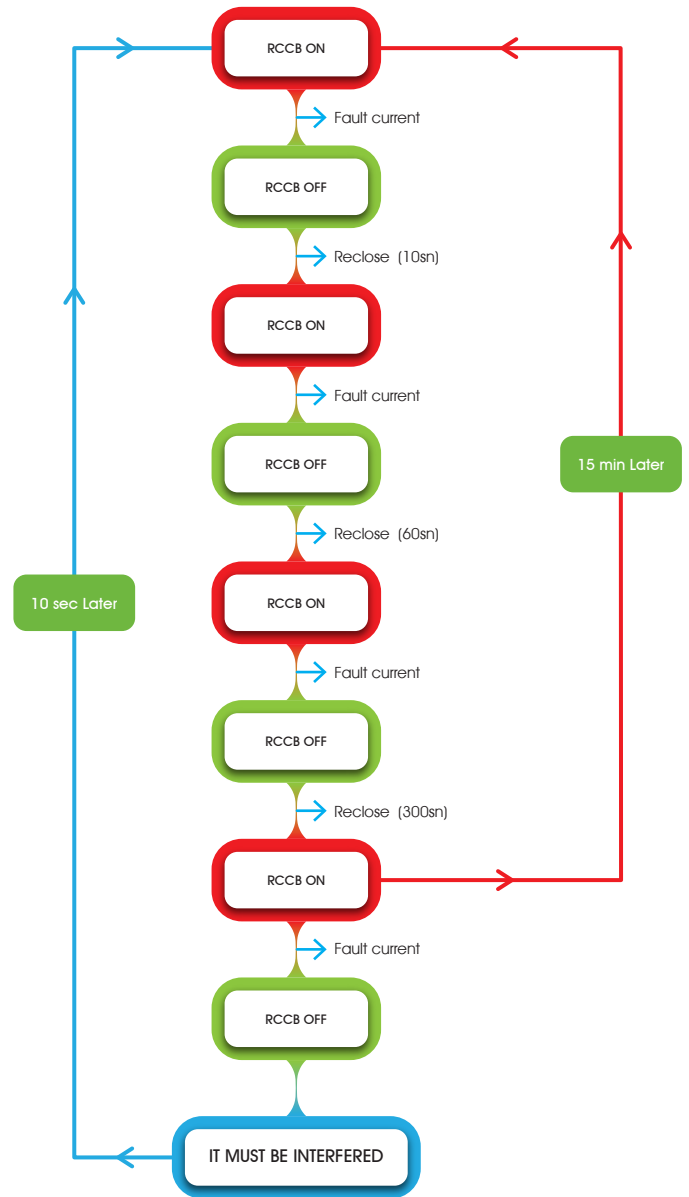 RCCB ON
Fault current
RCCB OFF
Reclose (10sn)
RCCB ON
Fault current
RCCB OFF
15 min Later
Reclose (60sn)
10 sec Later
RCCB ON
Fault current
RCCB OFF
Reclose (300sn)
RCCB ON
Fault current
RCCB OFF
IT MUST BE INTERFERED